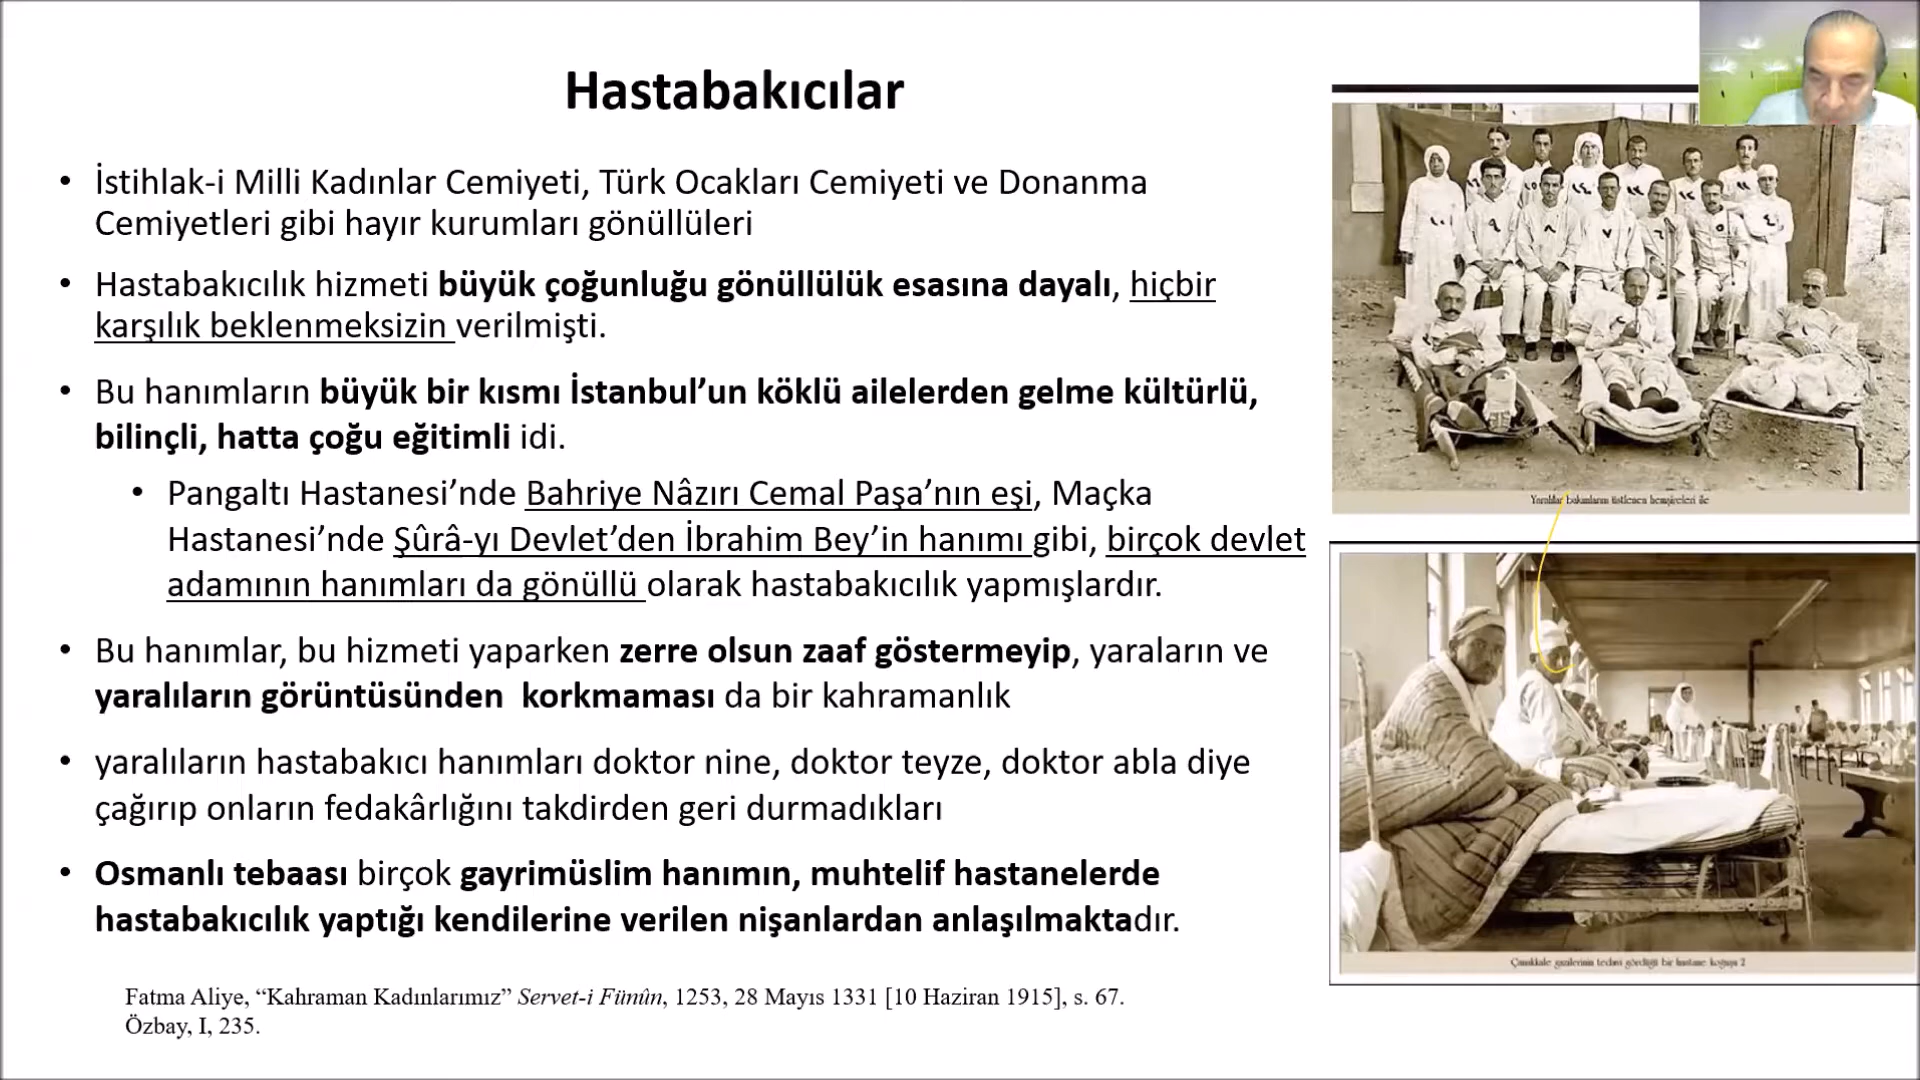 Hastabakıcılar
• İstihlak-i Milli Kadınlar Cemiyeti, Türk Ocakları Cemiyeti ve Donanma
Cemiyetleri gibi hayır kurumları gönüllüleri
• Hastabakıcılık hizmeti büyük çoğunluğu gönüllülük esasına dayalı, hiçbir
karşılık beklenmeksizin verilmişti.
• Bu hanımların büyük bir kısmı İstanbul’un köklü ailelerden gelme kültürlü,
bilinçli, hatta çoğu eğitimli idi.
• Pangaltı Hastanesi’nde Bahriye Nâzırı Cemal Paşa’nın eşi, Maçka
Hastanesi’nde Şûrâ-yı Devlet’den İbrahim Bey’in hanımı gibi, birçok devlet
adamının hanımları da gönüllü olarak hastabakıcılık yapmışlardır.
• Bu hanımlar, bu hizmeti yaparken zerre olsun zaaf göstermeyip, yaraların ve
yaralıların görüntüsünden korkmaması da bir kahramanlık
• yaralıların hastabakıcı hanımları doktor nine, doktor teyze, doktor abla diye
çağırıp onların fedakârlığını takdirden geri durmadıkları
• Osmanlı tebaası birçok gayrimüslim hanımın, muhtelif hastanelerde
hastabakıcılık yaptığı kendilerine verilen nişanlardan anlaşılmaktadır.
Fatma Aliye, “Kahraman Kadınlarımız” Servet-i Fünûn, 1253, 28 Mayıs 1331 [10 Haziran 1915], s. 67.
Özbay, I, 235.
Yaralılar bakımlarını üstlenen hemşireleri ile
Çanakkale gazilerinin tedavi gördüğü bir hastane koğuşu 2